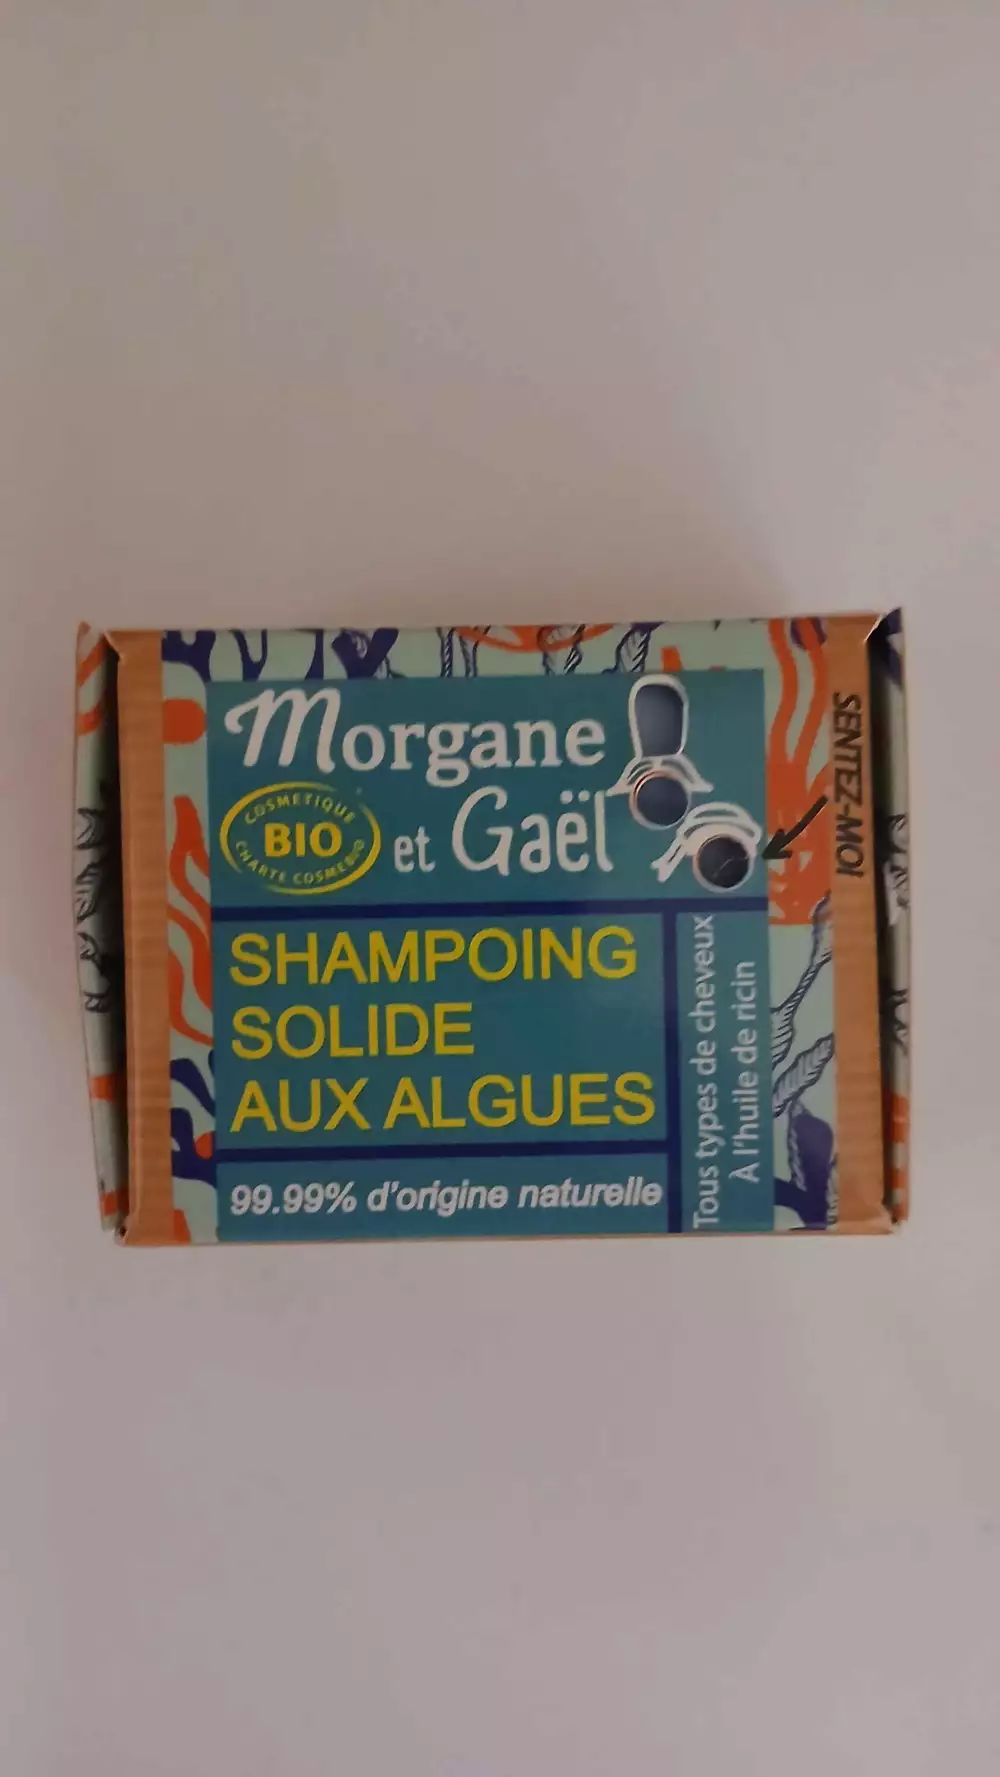 Morgane
et Gaël
COSMETIQUE
BIO
CHARTE COSMEBIO
SENTEZ-MOI
SHAMPOING
SOLIDE
AUX ALGUES
99.99% d'origine naturelle
Tous types de cheveux
À l'huile de ricin